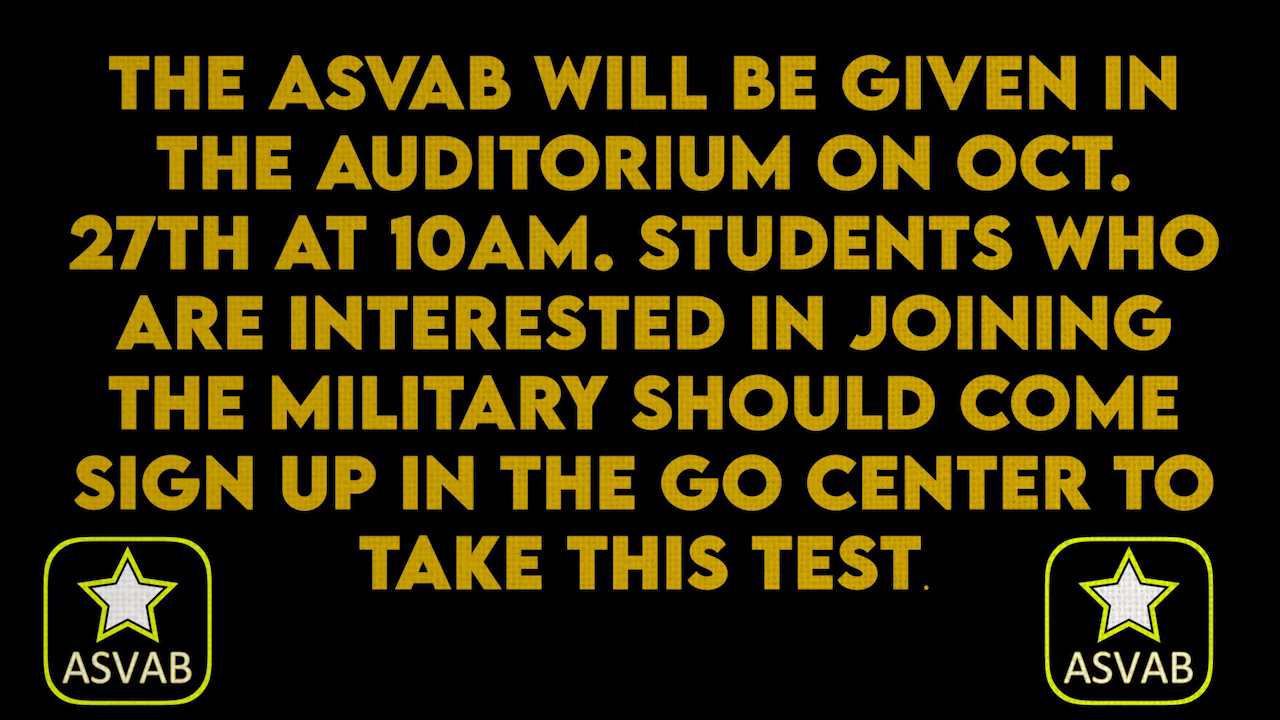 THE ASVAB WILL BE GIVEN IN
THE AUDITORIUM ON OCT.
27TH AT 10AM. STUDENTS WHO
ARE INTERESTED IN JOINING
THE MILITARY SHOULD COME
SIGN UP IN THE GO CENTER TO
TAKE THIS TEST.
ASVAB
ASVAB